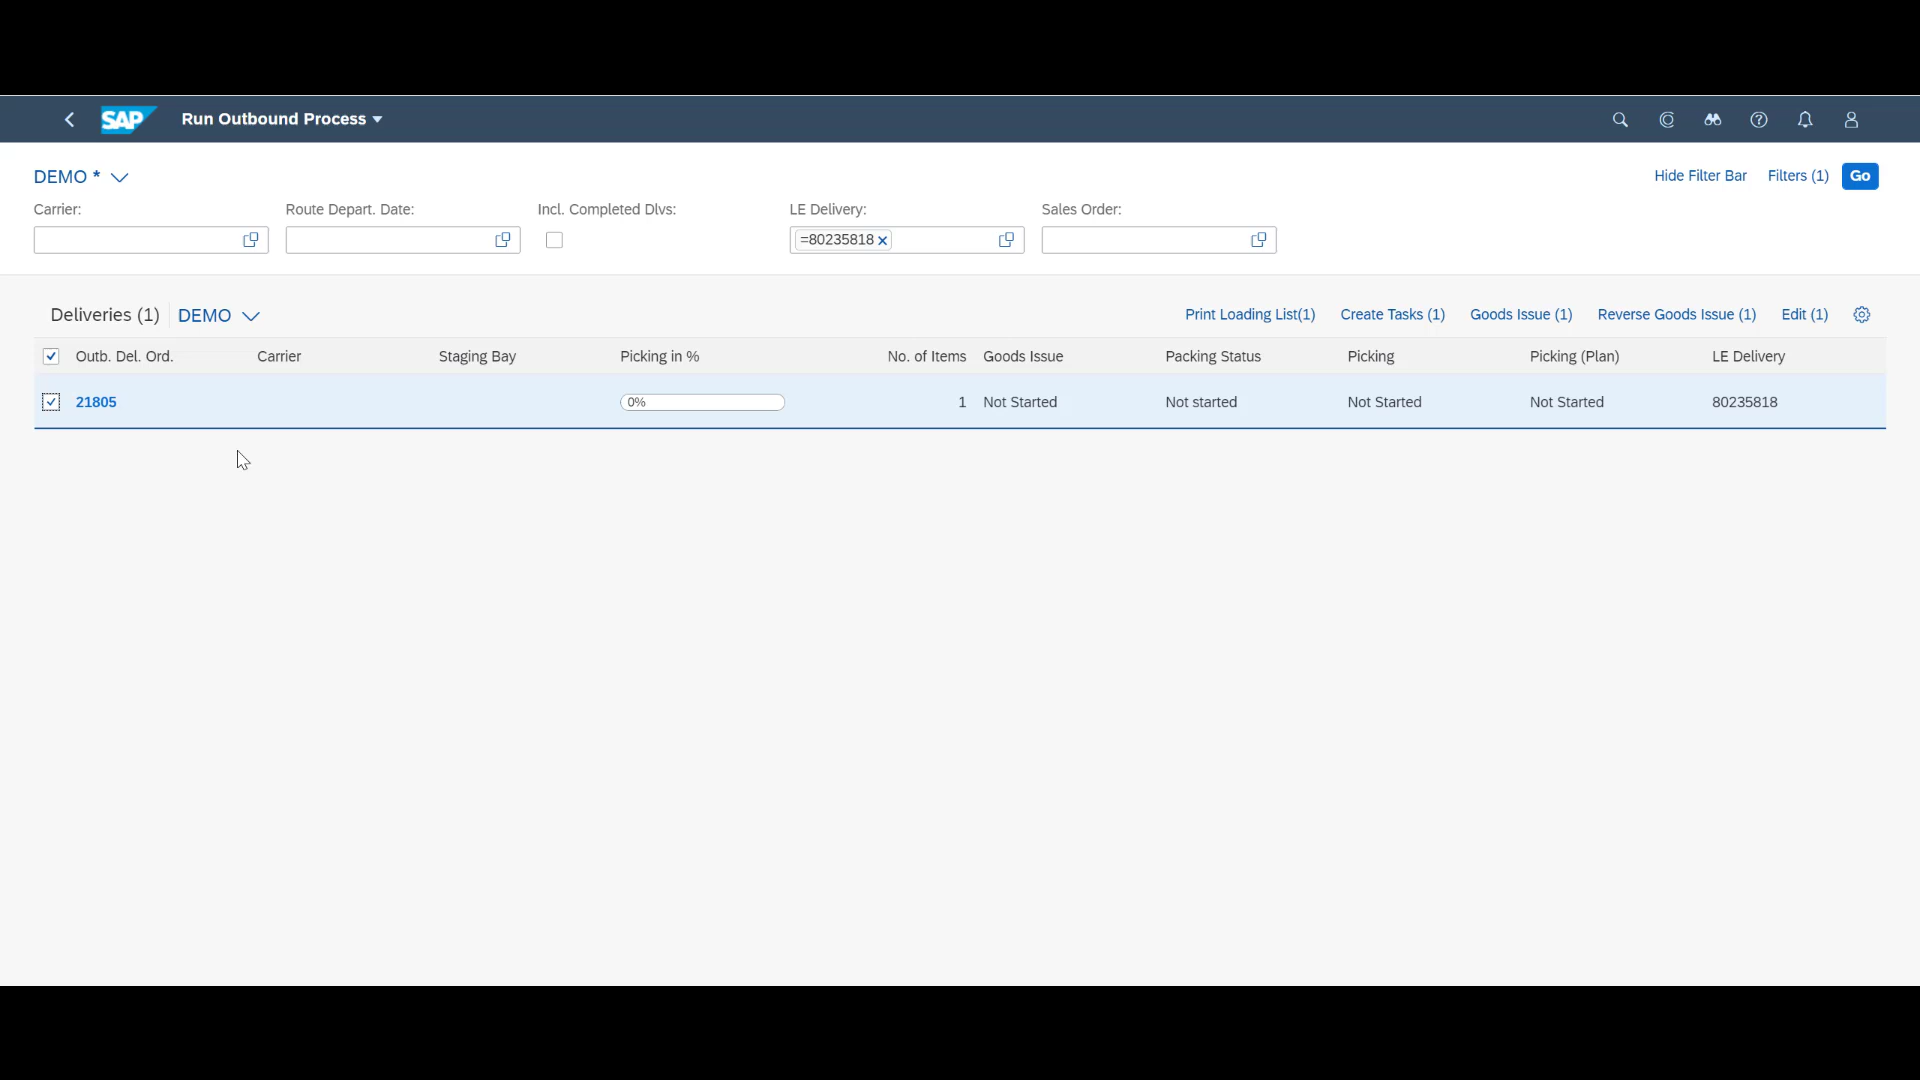 SAP Run Outbound Process
DEMO *
Hide Filter Bar Filters (1) Go
Carrier: Route Depart. Date: Incl. Completed Dlvs: LE Delivery: Sales Order:
=80235818
Deliveries (1) DEMO Print Loading List(1) Create Tasks (1) Goods Issue (1) Reverse Goods Issue (1) Edit (1)
Outb. Del. Ord. Carrier Staging Bay Picking in % No. of Items Goods Issue Packing Status Picking Picking (Plan) LE Delivery
21805 0% 1 Not Started Not started Not Started Not Started 80235818